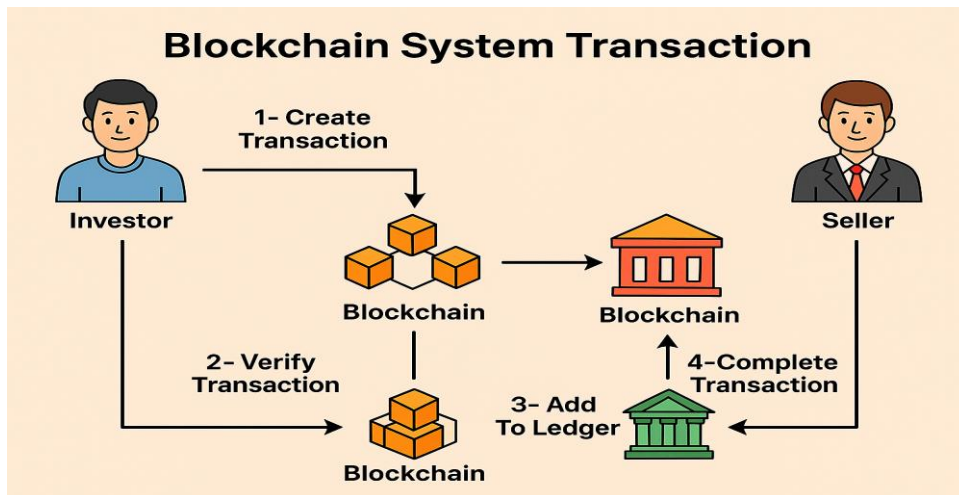 Blockchain System Transaction
1- Create
Transaction
Investor
Seller
Blockchain
Blockchain
2- Verify
Transaction
4-Complete
Transaction
3- Add
To Ledger
Blockchain